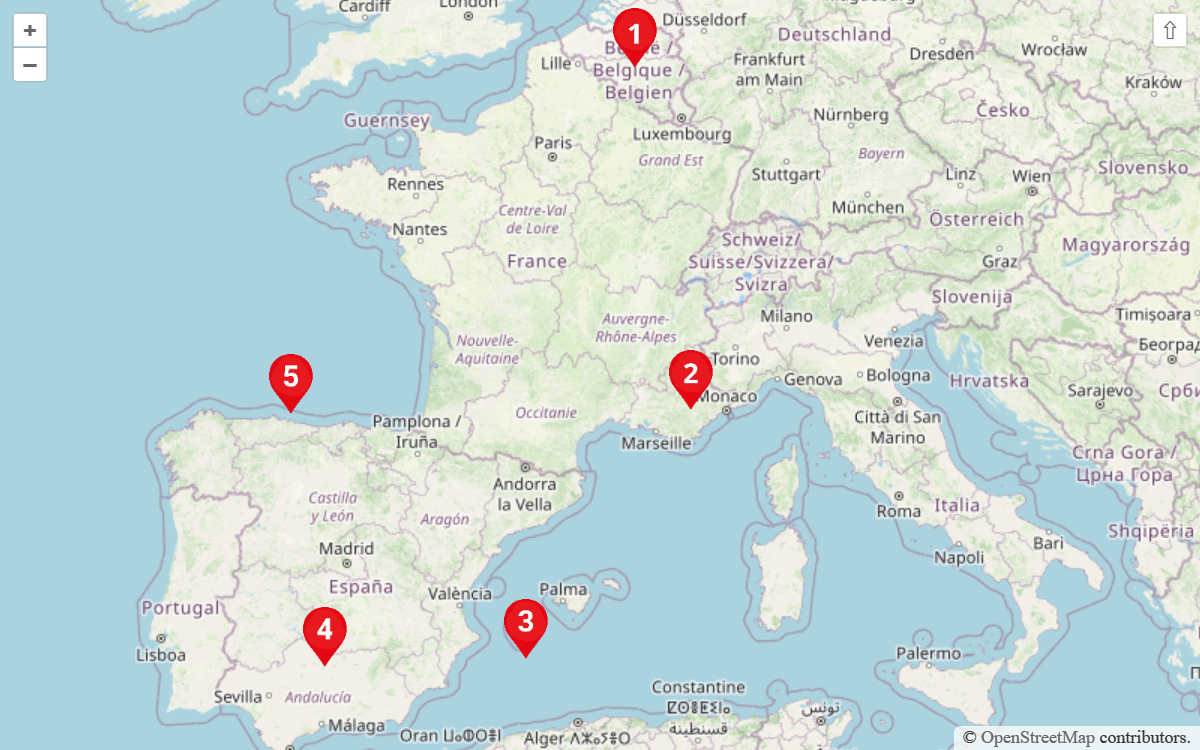 +
−
⇧
Cardiff
London
Düsseldorf
Deutschland
Dresden
Wrocław
Kraków
1
Lille
Belgique /
Belgien
Frankfurt
am Main
Luxembourg
Nürnberg
Česko
Guernsey
Paris
Grand Est
Bayern
Slovensko
Rennes
Stuttgart
Linz
Wien
München
Österreich
Nantes
Centre-Val
de Loire
France
Schweiz/
Suisse/Svizzera/
Svizra
Graz
Magyarország
Slovenija
Milano
Timișoara
Venezia
Auvergne-
Rhône-Alpes
Nouvelle-
Aquitaine
Torino
2
Monaco
Genova
Bologna
Hrvatska
Sarajevo
5
Occitanie
Pamplona /
Iruña
Marseille
Città di San
Marino
Crna Gora /
Црна Гора
Andorra
la Vella
Castilla
y León
Aragón
Roma
Italia
Shqipëria
Bari
Napoli
Madrid
España
València
Palma
Portugal
3
4
Lisboa
Palermo
Sevilla
Andalucía
Málaga
Constantine
قسنطينة
تونس
Oran
Alger
© OpenStreetMap contributors.